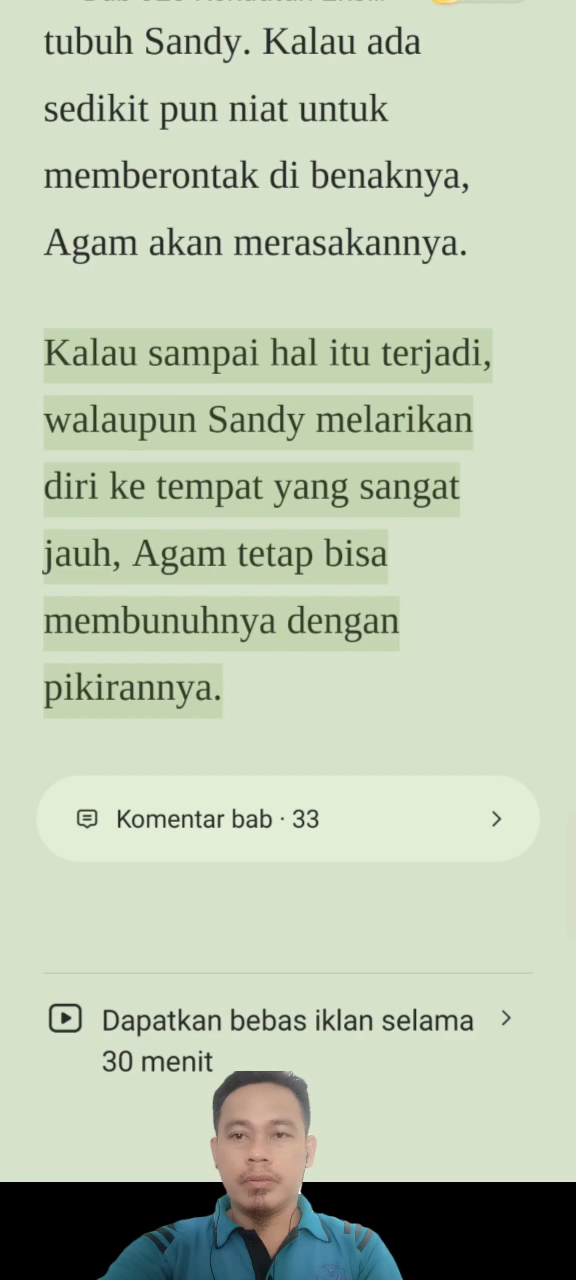 tubuh Sandy. Kalau ada
sedikit pun niat untuk
memberontak di benaknya,
Agam akan merasakannya.
Kalau sampai hal itu terjadi,
walaupun Sandy melarikan
diri ke tempat yang sangat
jauh, Agam tetap bisa
membunuhnya dengan
pikirannya.
Komentar bab · 33
Dapatkan bebas iklan selama
30 menit